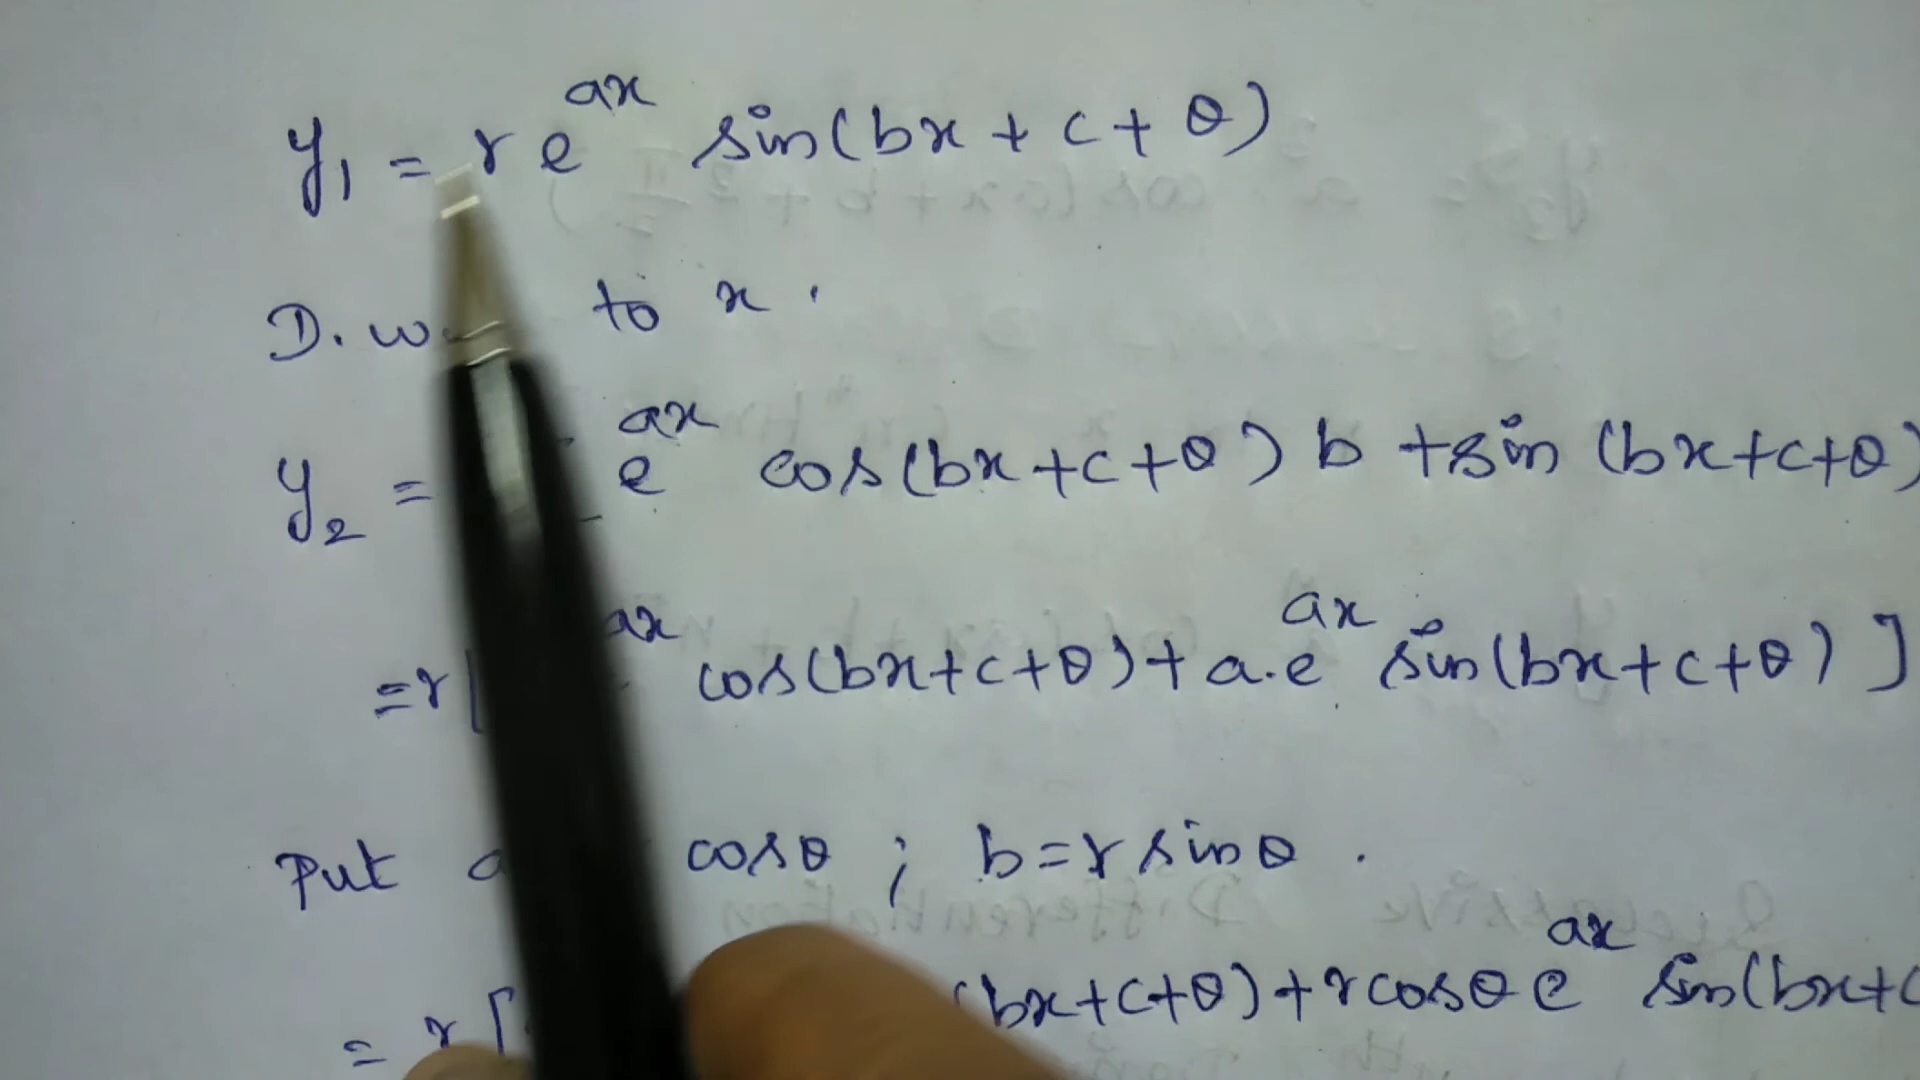 y₁ = r e^ax sin(bx + c + θ)
D. to x.
y₂ = e^ax cos(bx+c+θ) b + sin (bx+c+θ)
= r[ ax cos(bx+c+θ) + a.e^ax sin(bx+c+θ) ]
Put a cosθ ; b = r sinθ .
= r [ (bx+c+θ) + r cosθ e^ax sin(bx+c